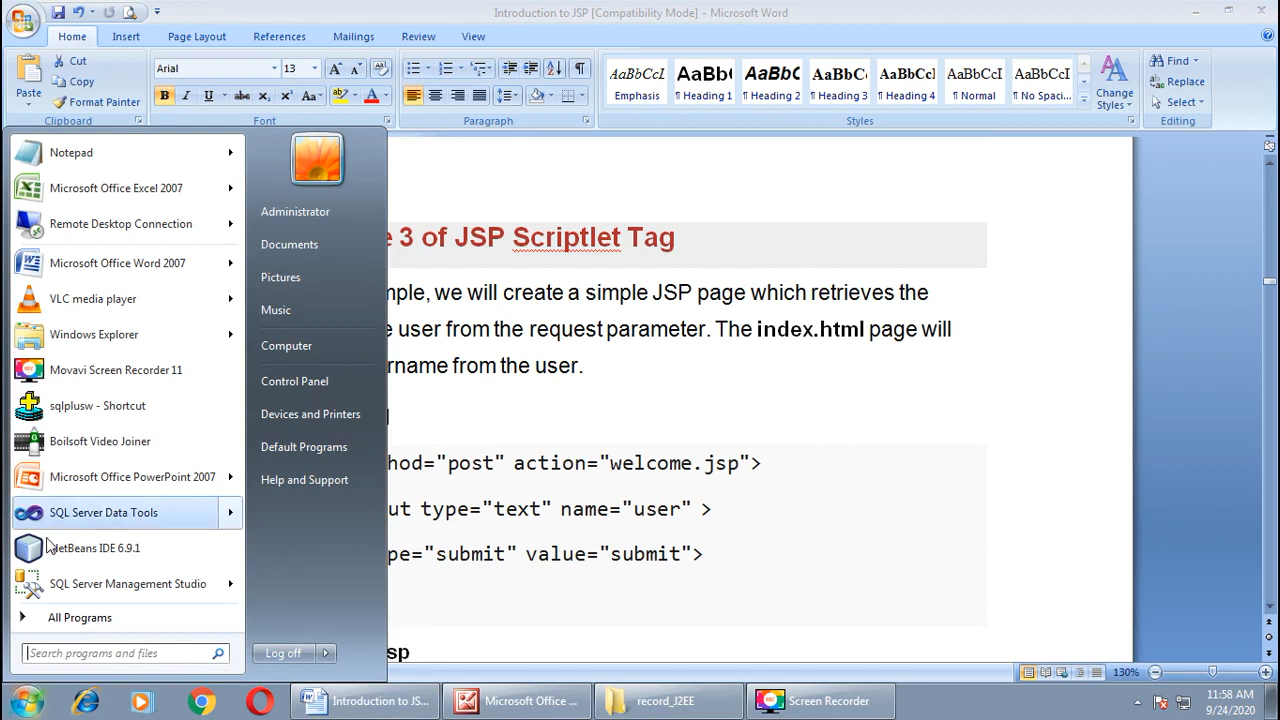 Introduction to JSP [Compatibility Mode] - Microsoft Word
Home Insert Page Layout References Mailings Review View
Paste
Cut
Copy
Format Painter
Clipboard
Arial 13
B I U abc X₂ X² Aa
Font
Paragraph
AaBbCcI AaBb( AaBbCc AaBbCc AaBbCc AaBbCcI AaBbCcI
Emphasis ¶ Heading 1 Heading 2 ¶ Heading 3 ¶ Heading 4 ¶ Normal ¶ No Spaci...
Styles
Change
Styles
Find
Replace
Select
Editing
Notepad
Microsoft Office Excel 2007
Remote Desktop Connection
Microsoft Office Word 2007
VLC media player
Windows Explorer
Movavi Screen Recorder 11
sqlplusw - Shortcut
Boilsoft Video Joiner
Microsoft Office PowerPoint 2007
SQL Server Data Tools
NetBeans IDE 6.9.1
SQL Server Management Studio
All Programs
Search programs and files
Administrator
Documents
Pictures
Music
Computer
Control Panel
Devices and Printers
Default Programs
Help and Support
Log off
e 3 of JSP Scriptlet Tag
mple, we will create a simple JSP page which retrieves the
e user from the request parameter. The index.html page will
rname from the user.
hod="post" action="welcome.jsp">
ut type="text" name="user" >
pe="submit" value="submit">
sp
130%
Introduction to JS...
Microsoft Office ...
record_J2EE
Screen Recorder
11:58 AM
9/24/2020